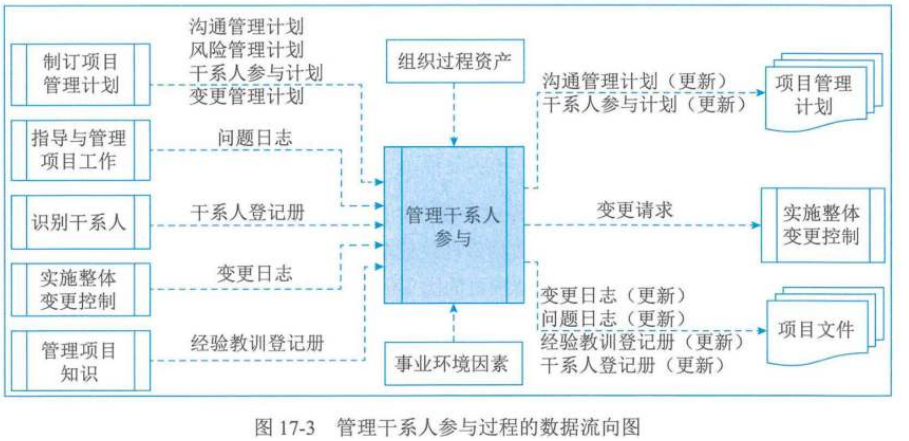 制订项目
管理计划
沟通管理计划
风险管理计划
干系人参与计划
变更管理计划
指导与管理
项目工作
问题日志
识别干系人
干系人登记册
实施整体
变更控制
变更日志
管理项目
知识
经验教训登记册
组织过程资产
管理干系人
参与
事业环境因素
沟通管理计划（更新）
干系人参与计划（更新）
项目管理
计划
变更请求
实施整体
变更控制
变更日志（更新）
问题日志（更新）
经验教训登记册（更新）
干系人登记册（更新）
项目文件
图 17-3 管理干系人参与过程的数据流向图